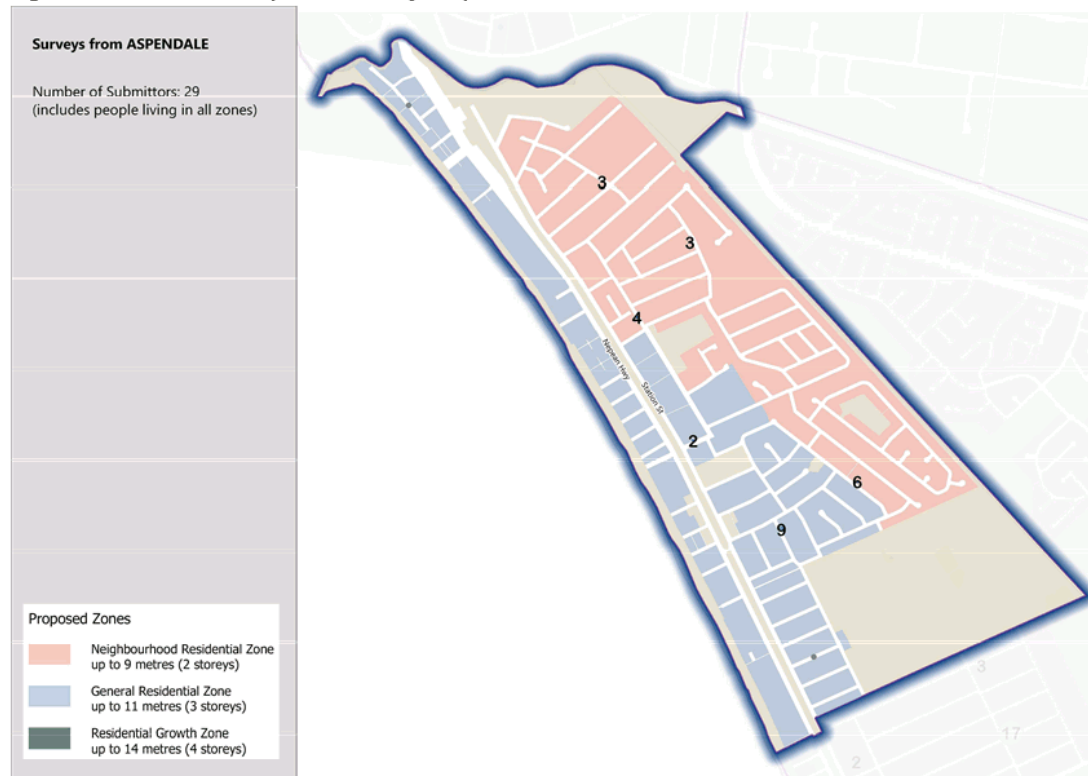 Surveys from ASPENDALE
Number of Submittors: 29
(includes people living in all zones)
3
3
4
Nepean Hwy
Station St
2
6
9
3
17
2
Proposed Zones
Neighbourhood Residential Zone
up to 9 metres (2 storeys)
General Residential Zone
up to 11 metres (3 storeys)
Residential Growth Zone
up to 14 metres (4 storeys)